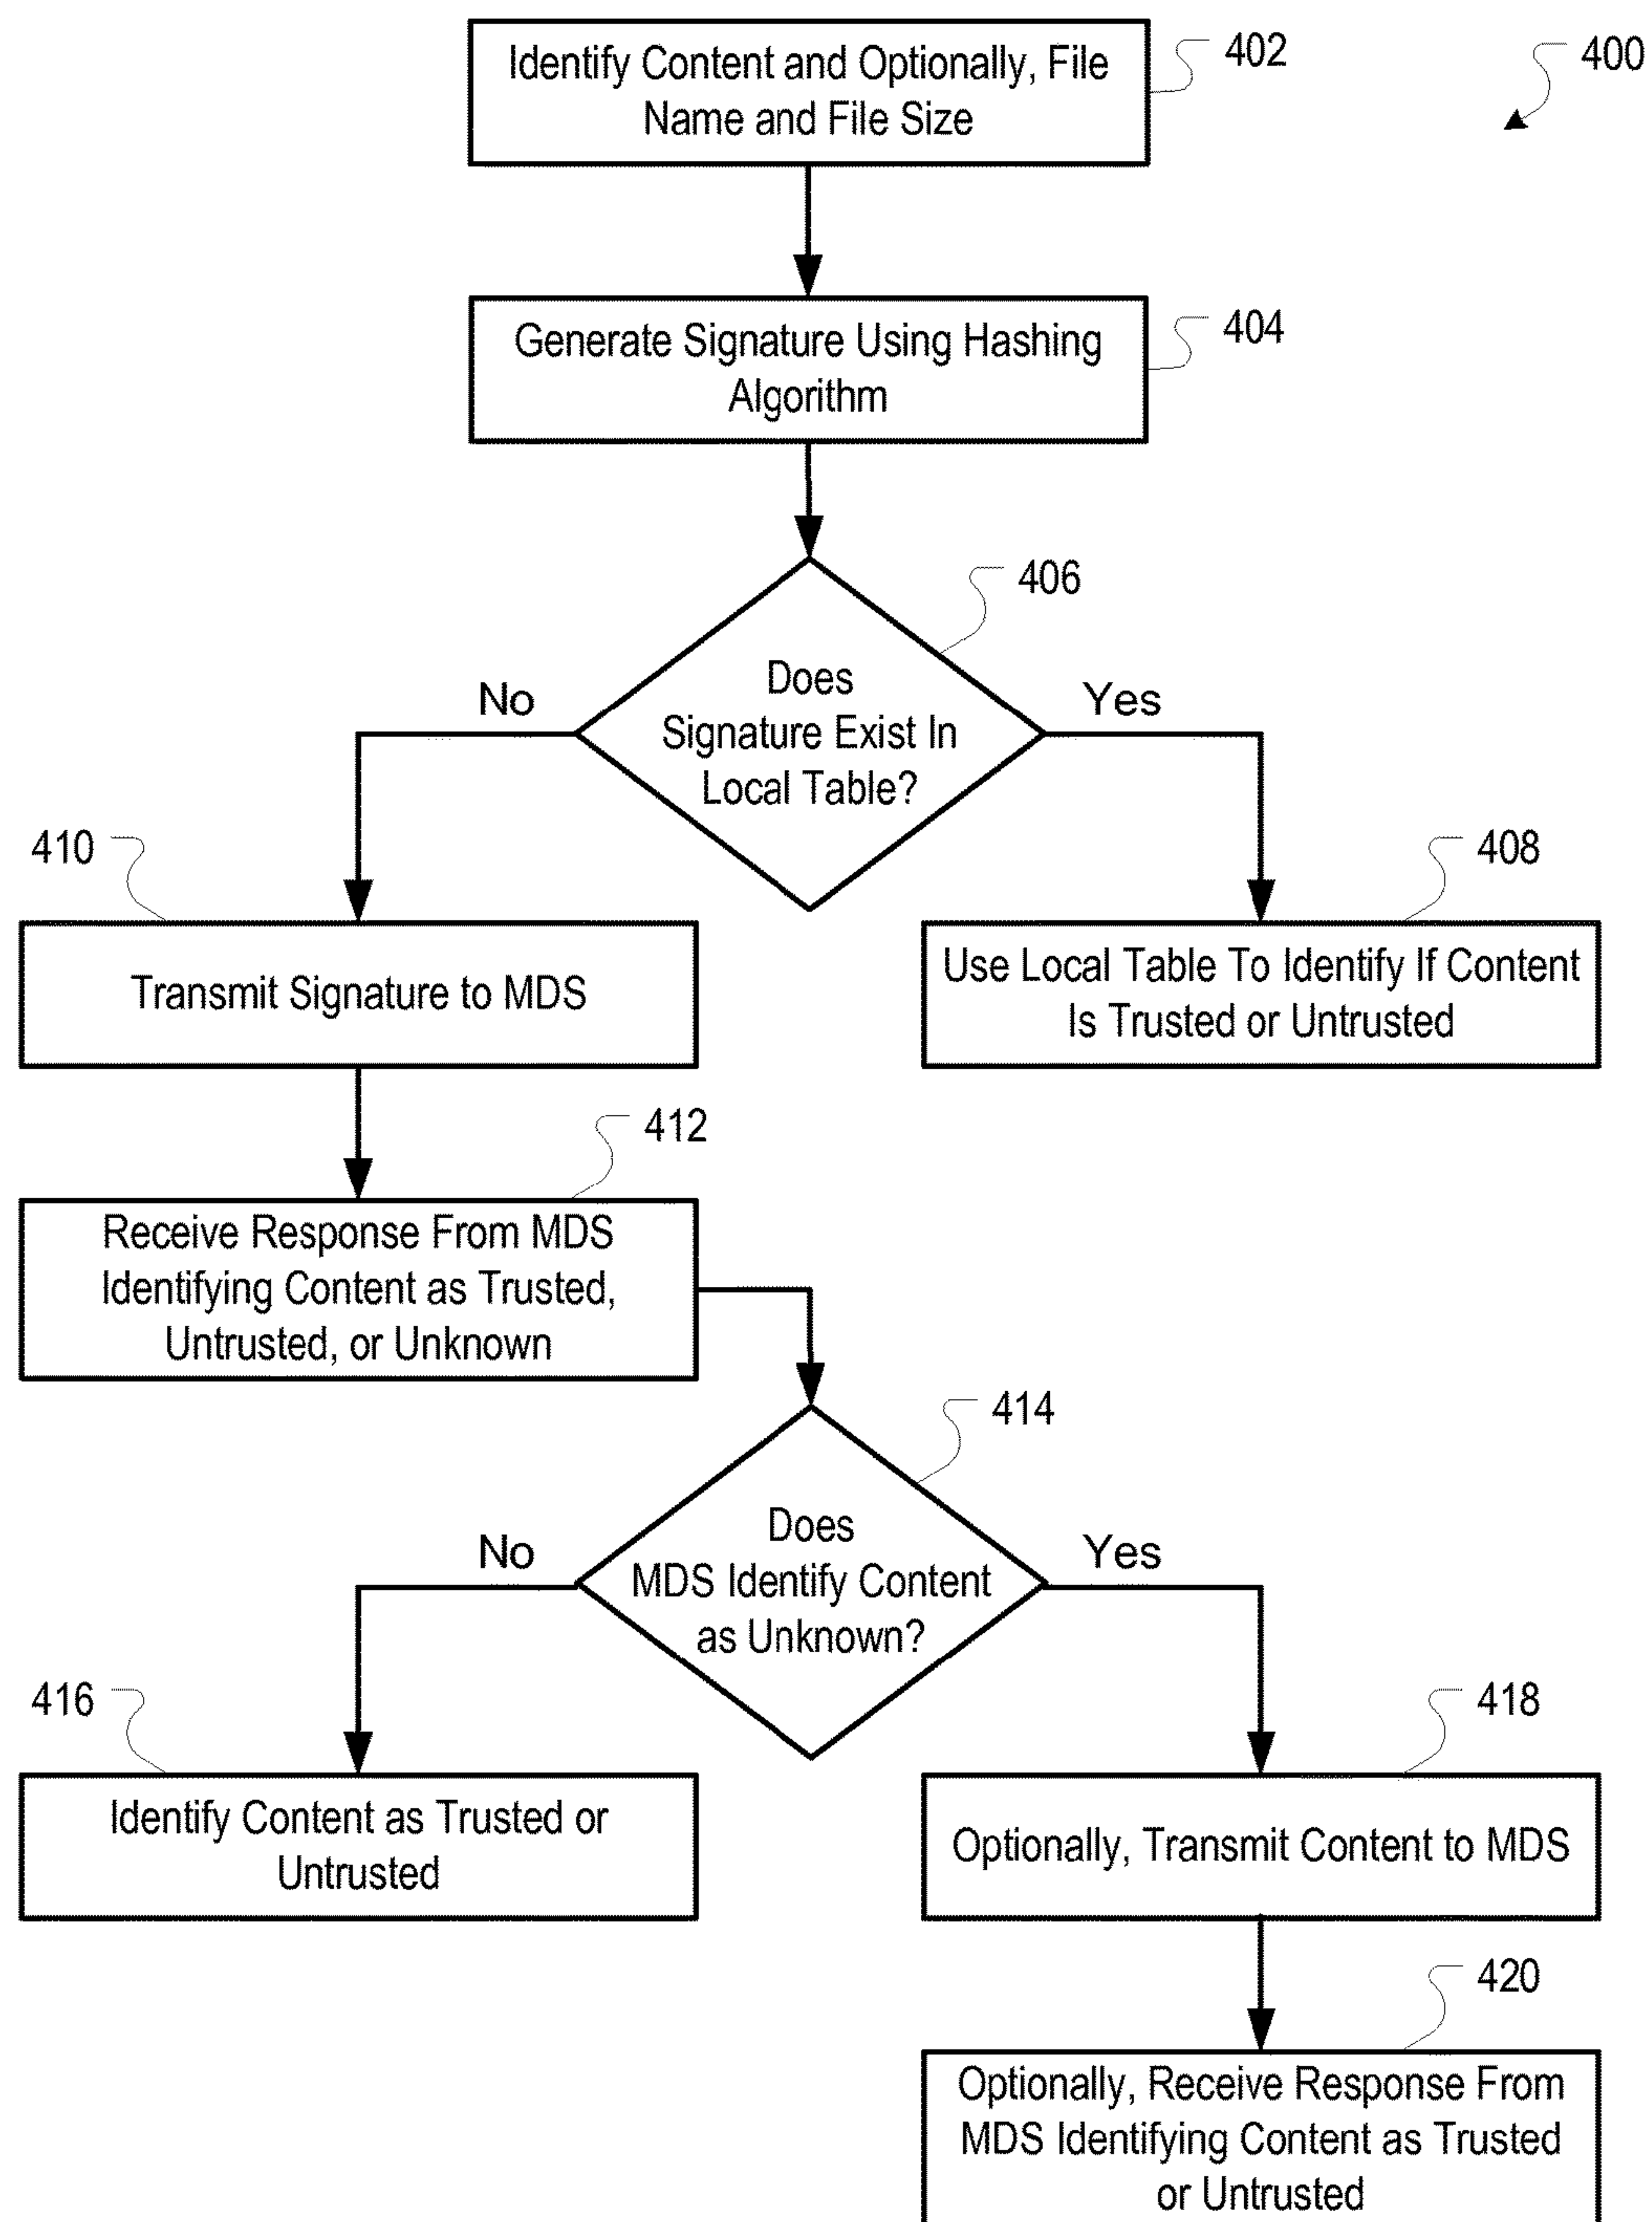 Identify Content and Optionally, File
Name and File Size
402
400
Generate Signature Using Hashing
Algorithm
404
406
Does
Signature Exist In
Local Table?
No
Yes
410
408
Transmit Signature to MDS
Use Local Table To Identify If Content
Is Trusted or Untrusted
412
Receive Response From MDS
Identifying Content as Trusted,
Untrusted, or Unknown
414
Does
MDS Identify Content
as Unknown?
No
Yes
416
418
Identify Content as Trusted or
Untrusted
Optionally, Transmit Content to MDS
420
Optionally, Receive Response From
MDS Identifying Content as Trusted
or Untrusted